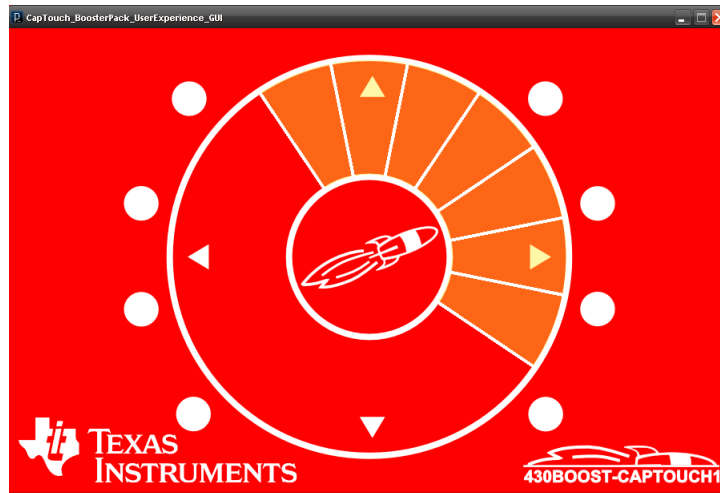 CapTouch_BoosterPack_UserExperience_GUI
TEXAS
INSTRUMENTS
430BOOST-CAPTOUCH1